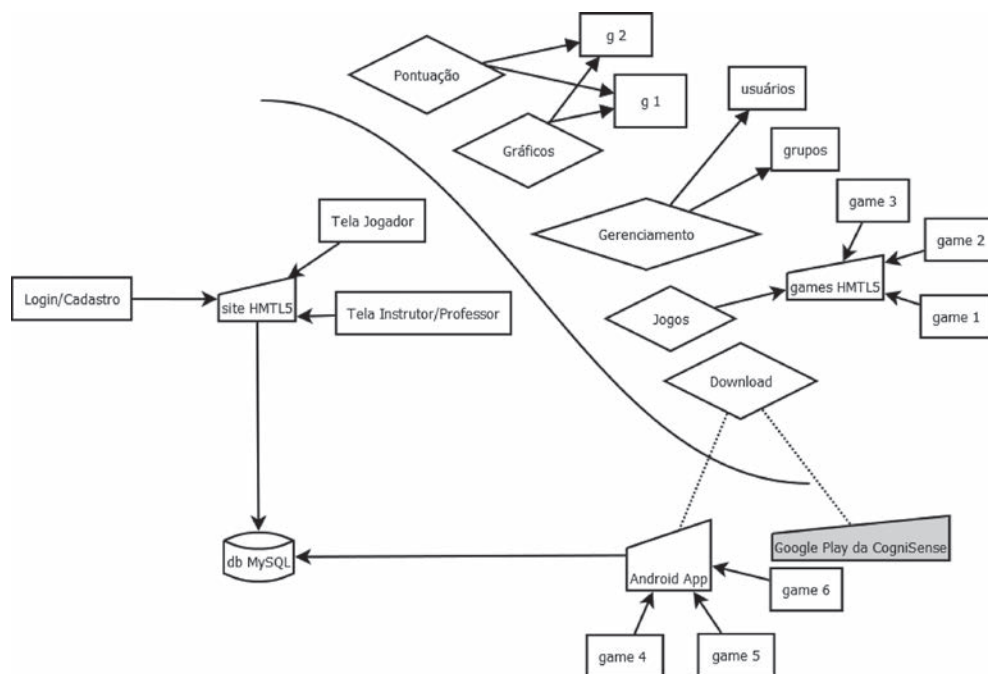 g 2
Pontuação
g 1
usuários
Gráficos
grupos
game 3
Tela Jogador
Gerenciamento
game 2
games HMTL5
Login/Cadastro
site HMTL5
Tela Instrutor/Professor
Jogos
game 1
Download
Google Play da CogniSense
db MySQL
Android App
game 6
game 4
game 5